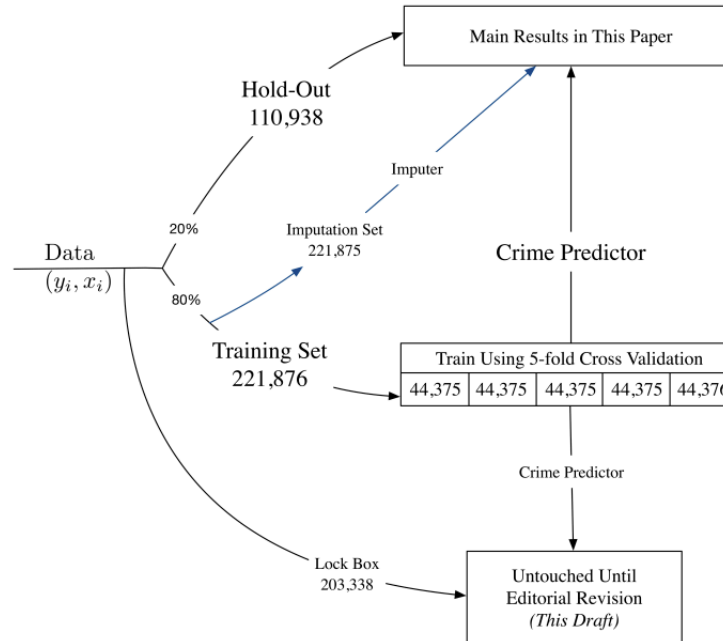 Main Results in This Paper
Hold-Out
110,938
Imputer
20%
Imputation Set
221,875
Data
(y_i, x_i)
80%
Crime Predictor
Training Set
221,876
Train Using 5-fold Cross Validation
44,375 44,375 44,375 44,375 44,376
Crime Predictor
Lock Box
203,338
Untouched Until
Editorial Revision
(This Draft)